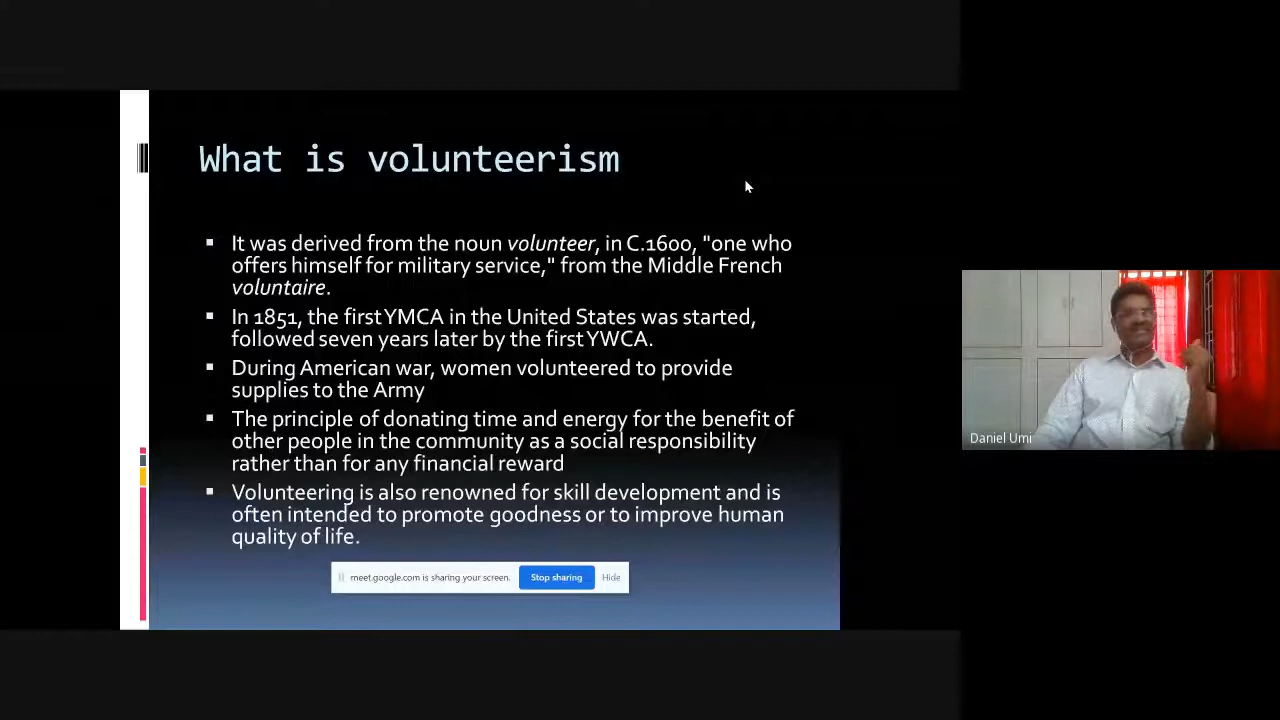 What is volunteerism
▪ It was derived from the noun volunteer, in C.1600, "one who
offers himself for military service," from the Middle French
voluntaire.
▪ In 1851, the first YMCA in the United States was started,
followed seven years later by the first YWCA.
▪ During American war, women volunteered to provide
supplies to the Army
▪ The principle of donating time and energy for the benefit of
other people in the community as a social responsibility
rather than for any financial reward
▪ Volunteering is also renowned for skill development and is
often intended to promote goodness or to improve human
quality of life.
meet.google.com is sharing your screen. Stop sharing Hide
Daniel Umi